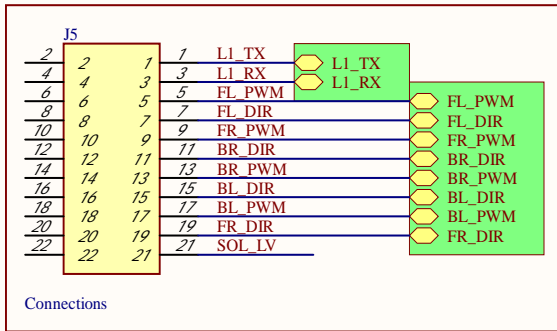 J5
2 2 1 1 L1_TX L1_TX
4 4 3 3 L1_RX L1_RX
6 6 5 5 FL_PWM FL_PWM
8 8 7 7 FL_DIR FL_DIR
10 10 9 9 FR_PWM FR_PWM
12 12 11 11 BR_DIR BR_DIR
14 14 13 13 BR_PWM BR_PWM
16 16 15 15 BL_DIR BL_DIR
18 18 17 17 BL_PWM BL_PWM
20 20 19 19 FR_DIR FR_DIR
22 22 21 21 SOL_LV
Connections